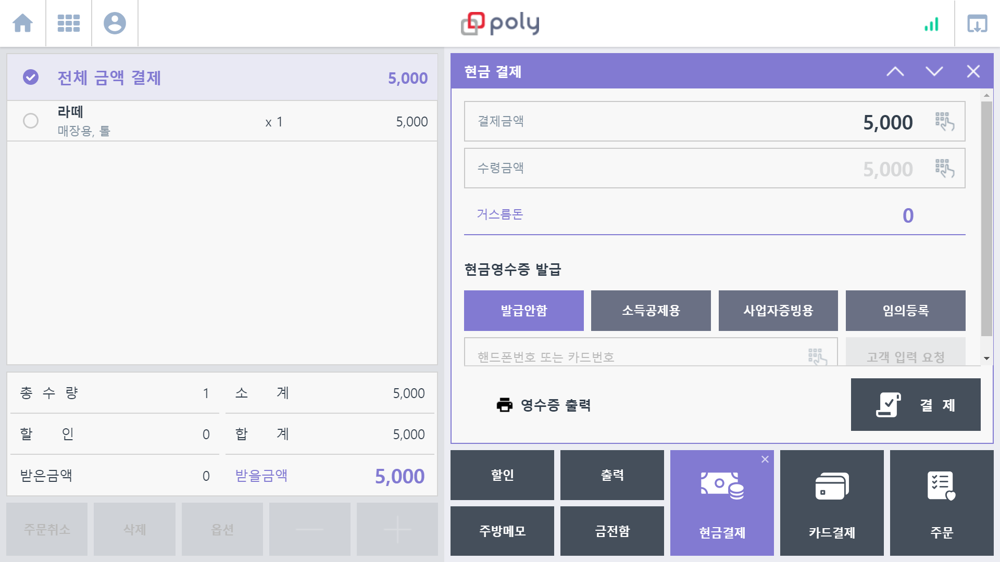 poly
전체 금액 결제 5,000
라떼 x 1 5,000
매장용, 톨
총 수 량 1 소 계 5,000
할 인 0 합 계 5,000
받은금액 0 받을금액 5,000
주문취소 삭제 옵션 — +
현금 결제
결제금액 5,000
수령금액 5,000
거스름돈 0
현금영수증 발급
발급안함 소득공제용 사업자증빙용 임의등록
핸드폰번호 또는 카드번호 고객 입력 요청
영수증 출력 결 제
할인 출력
주방메모 금전함 현금결제 카드결제 주문